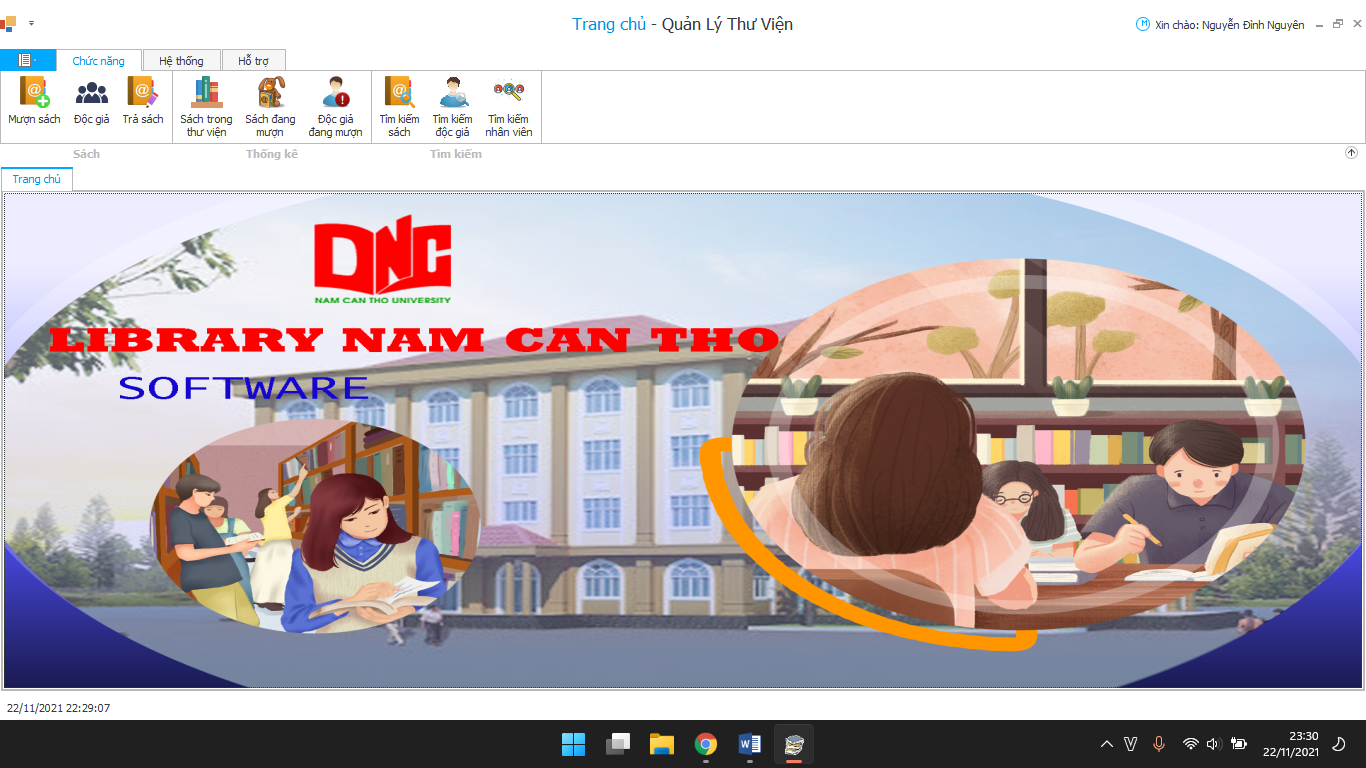 Trang chủ - Quản Lý Thư Viện
Xin chào: Nguyễn Đình Nguyên
Chức năng
Hệ thống
Hỗ trợ
Mượn sách
Độc giả
Trả sách
Sách trong
thư viện
Sách đang
mượn
Độc giả
đang mượn
Tìm kiếm
sách
Tìm kiếm
độc giả
Tìm kiếm
nhân viên
Sách
Thống kê
Tìm kiếm
Trang chủ
DNC
NAM CAN THO UNIVERSITY
LIBRARY NAM CAN THO
SOFTWARE
22/11/2021 22:29:07
23:30
22/11/2021